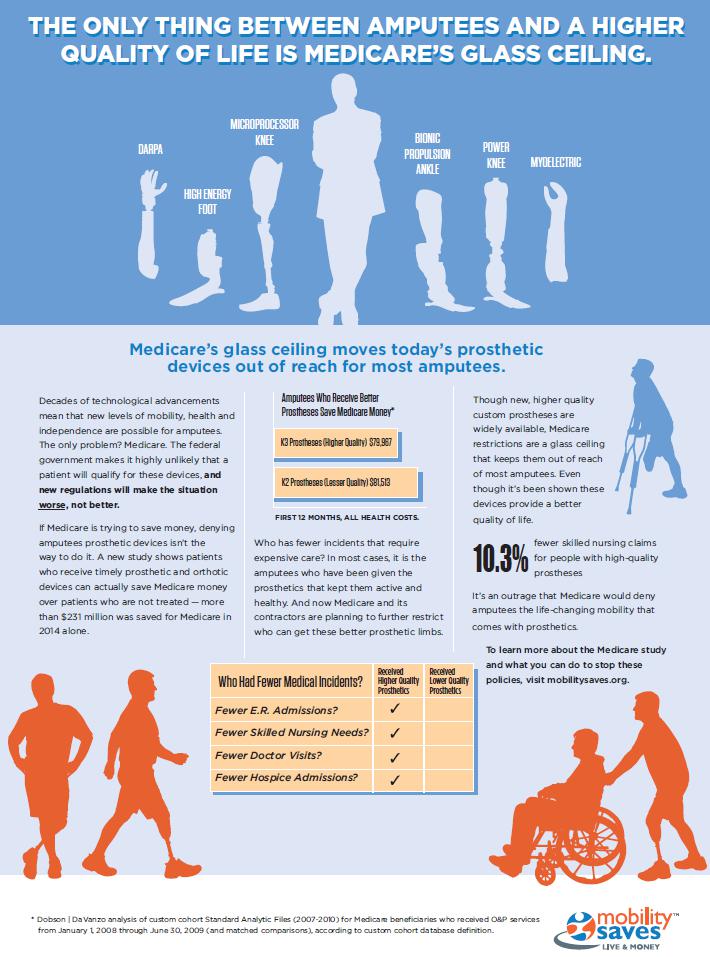 THE ONLY THING BETWEEN AMPUTEES AND A HIGHER
QUALITY OF LIFE IS MEDICARE'S GLASS CEILING.
DARPA
HIGH ENERGY
FOOT
MICROPROCESSOR
KNEE
BIONIC
PROPULSION
ANKLE
POWER
KNEE
MYOELECTRIC
Medicare's glass ceiling moves today's prosthetic
devices out of reach for most amputees.
Decades of technological advancements
mean that new levels of mobility, health and
independence are possible for amputees.
The only problem? Medicare. The federal
government makes it highly unlikely that a
patient will qualify for these devices, and
new regulations will make the situation
worse, not better.
If Medicare is trying to save money, denying
amputees prosthetic devices isn't the
way to do it. A new study shows patients
who receive timely prosthetic and orthotic
devices can actually save Medicare money
over patients who are not treated — more
than $231 million was saved for Medicare in
2014 alone.
Amputees Who Receive Better
Prostheses Save Medicare Money*
K3 Prostheses (Higher Quality) $79,967
K2 Prostheses (Lesser Quality) $81,513
FIRST 12 MONTHS, ALL HEALTH COSTS.
Who has fewer incidents that require
expensive care? In most cases, it is the
amputees who have been given the
prosthetics that kept them active and
healthy. And now Medicare and its
contractors are planning to further restrict
who can get these better prosthetic limbs.
Though new, higher quality
custom prostheses are
widely available, Medicare
restrictions are a glass ceiling
that keeps them out of reach
of most amputees. Even
though it's been shown these
devices provide a better
quality of life.
10.3% fewer skilled nursing claims
for people with high-quality
prostheses
It's an outrage that Medicare would deny
amputees the life-changing mobility that
comes with prosthetics.
To learn more about the Medicare study
and what you can do to stop these
policies, visit mobilitysaves.org.
Who Had Fewer Medical Incidents?
Received
Higher Quality
Prosthetics
Received
Lower Quality
Prosthetics
Fewer E.R. Admissions? ✓
Fewer Skilled Nursing Needs? ✓
Fewer Doctor Visits? ✓
Fewer Hospice Admissions? ✓
* Dobson | DaVanzo analysis of custom cohort Standard Analytic Files (2007-2010) for Medicare beneficiaries who received O&P services
from January 1, 2008 through June 30, 2009 (and matched comparisons), according to custom cohort database definition.
mobility™
saves
LIVE & MONEY